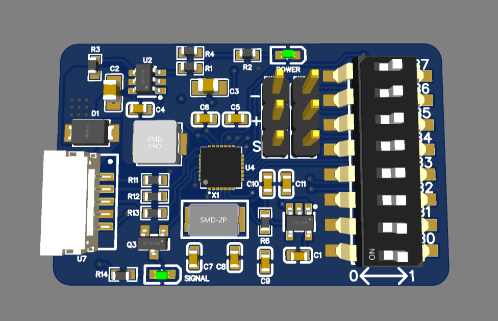 R3
U2
R4
R1
R2
POWER
C2
C3
C4
D1
C6
C5
+
S
SMD
U4
R11
R12
R13
C10
C11
X1
SMD-2P
Q3
R6
C1
U7
R14
C7
C8
C9
SIGNAL
B7
B6
B5
B4
B3
B2
B1
B0
ON
0
1